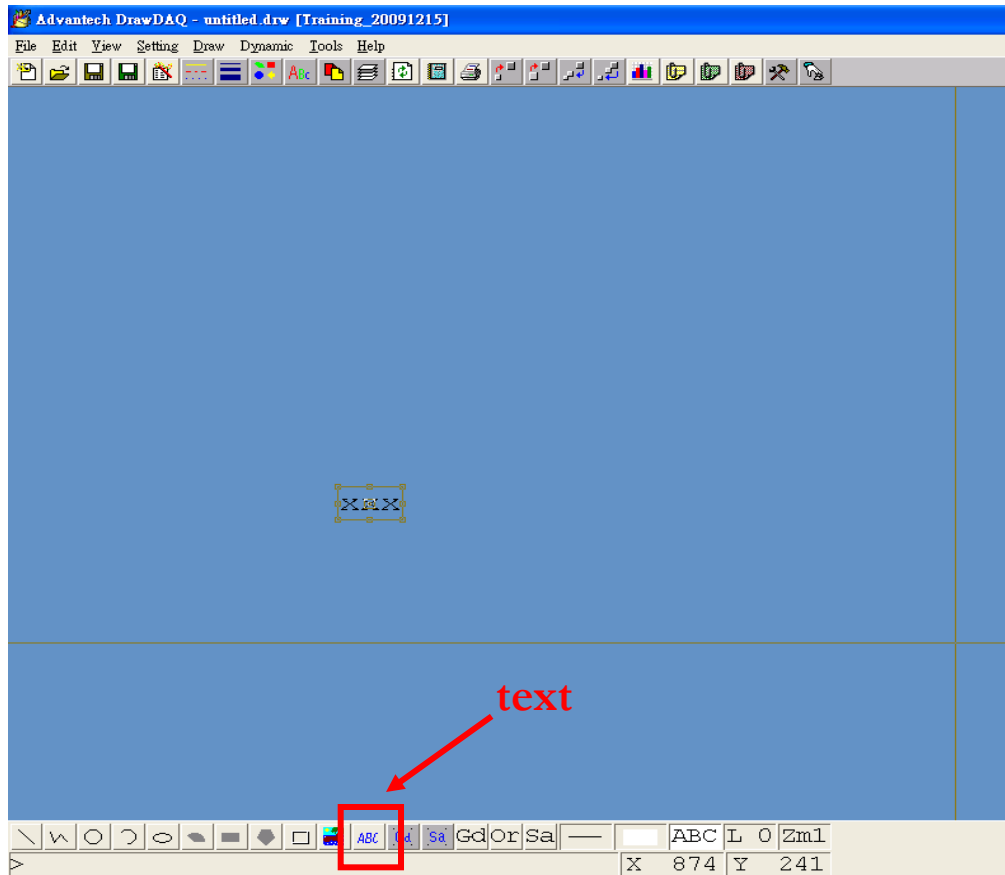 Advantech DrawDAQ - untitled.drw [Training_20091215]
File Edit View Setting Draw Dynamic Tools Help
ABc
XXX
text
ABC Gd Sa Gd Or Sa ABC L 0 Zm1
> X 874 Y 241